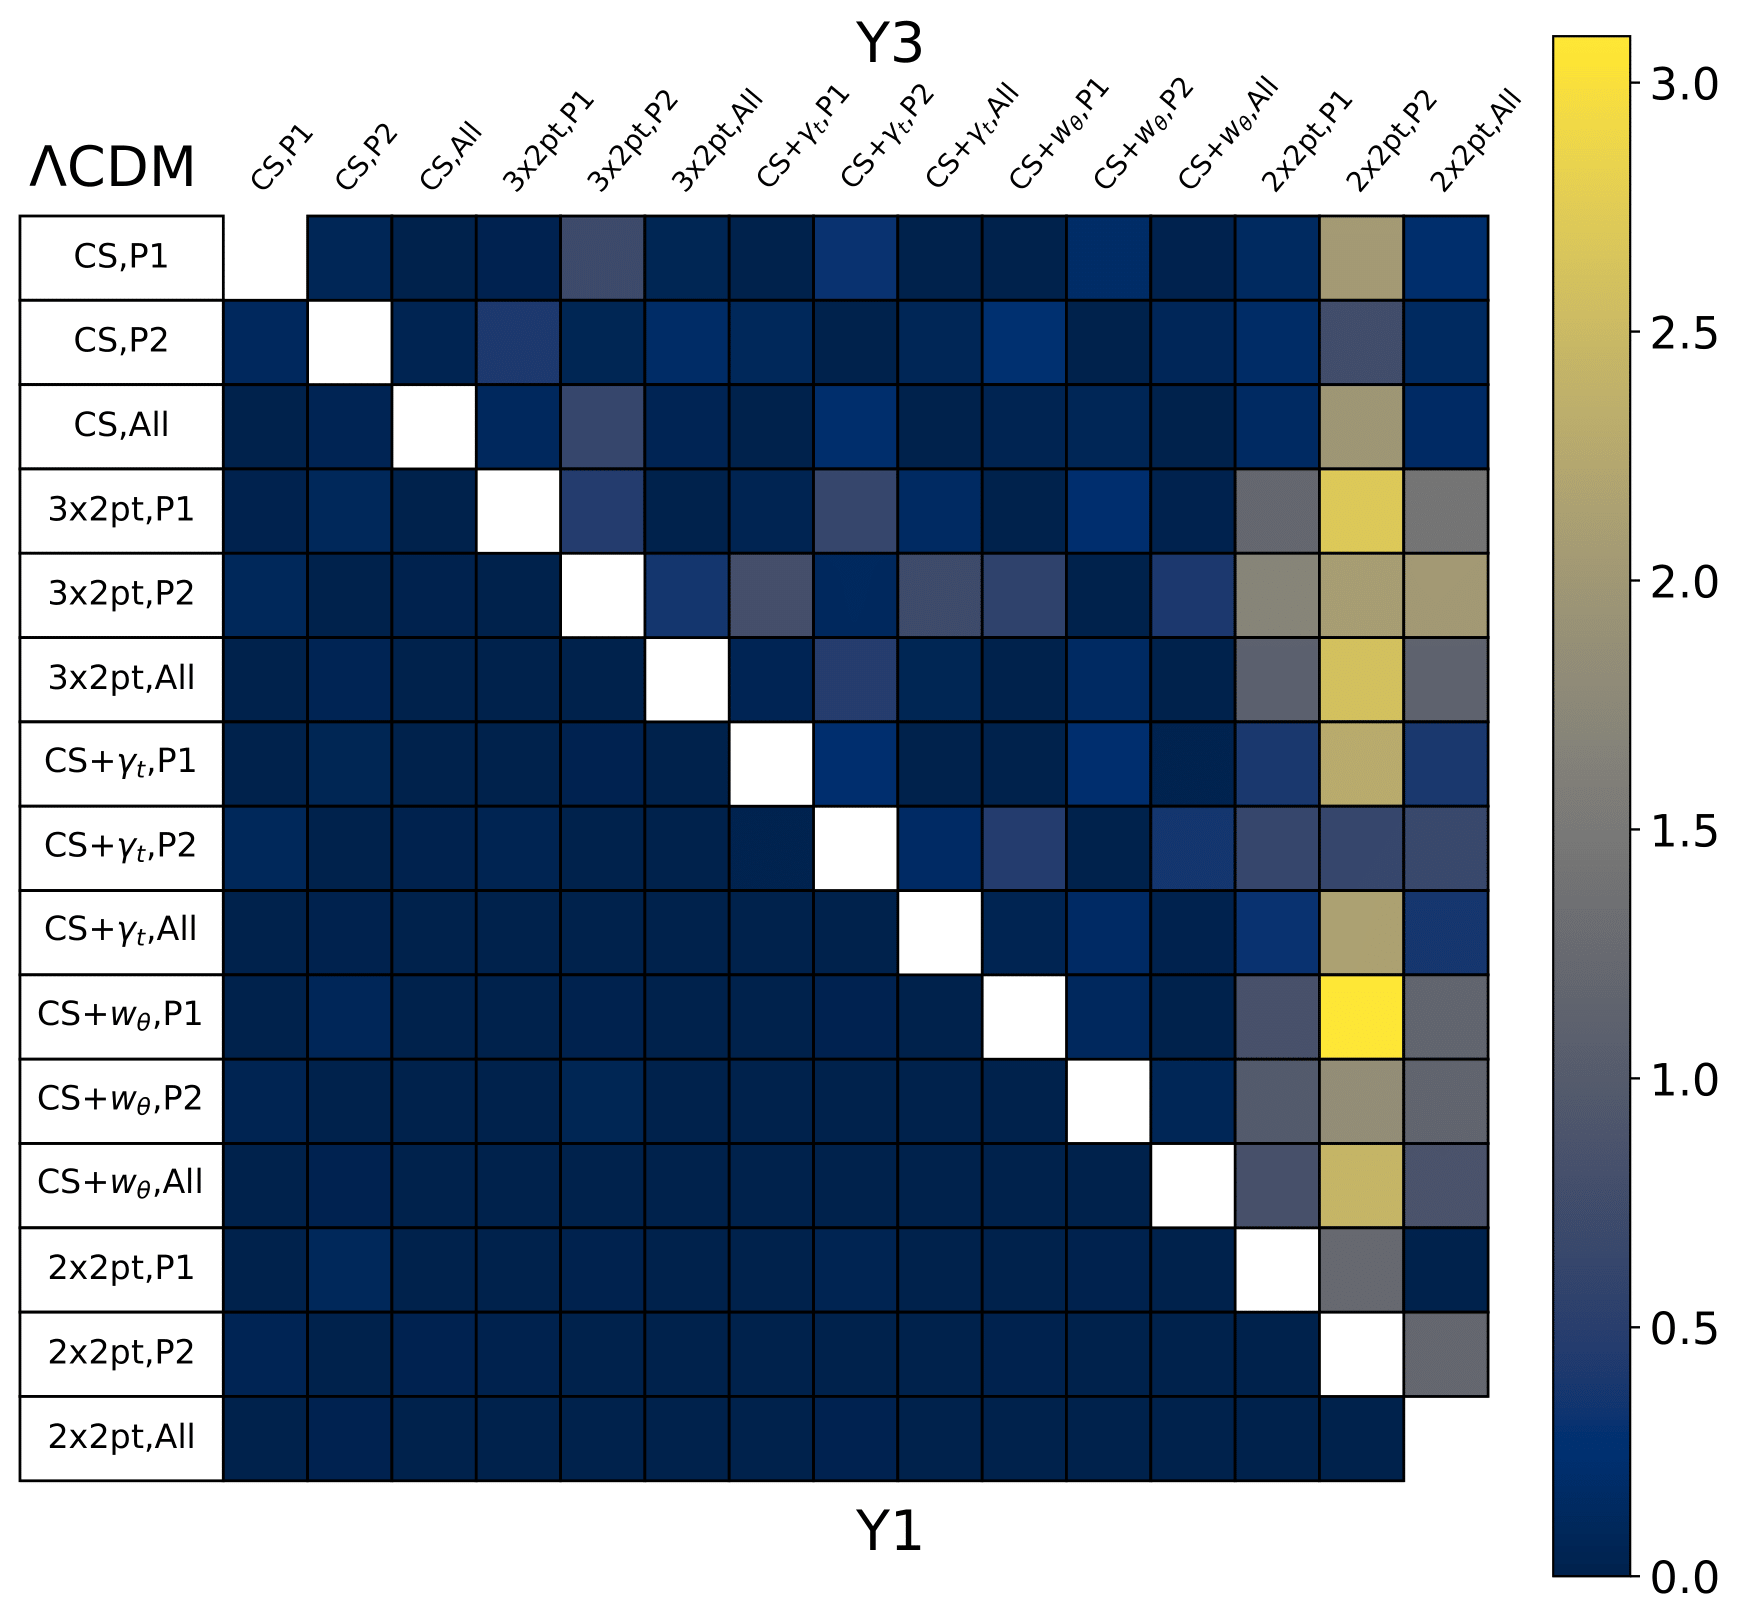 Y3
ΛCDM
CS,P1
CS,P2
CS,All
3x2pt,P1
3x2pt,P2
3x2pt,All
CS+γt,P1
CS+γt,P2
CS+γt,All
CS+wθ,P1
CS+wθ,P2
CS+wθ,All
2x2pt,P1
2x2pt,P2
2x2pt,All
CS,P1
CS,P2
CS,All
3x2pt,P1
3x2pt,P2
3x2pt,All
CS+γt,P1
CS+γt,P2
CS+γt,All
CS+wθ,P1
CS+wθ,P2
CS+wθ,All
2x2pt,P1
2x2pt,P2
2x2pt,All
Y1
3.0
2.5
2.0
1.5
1.0
0.5
0.0